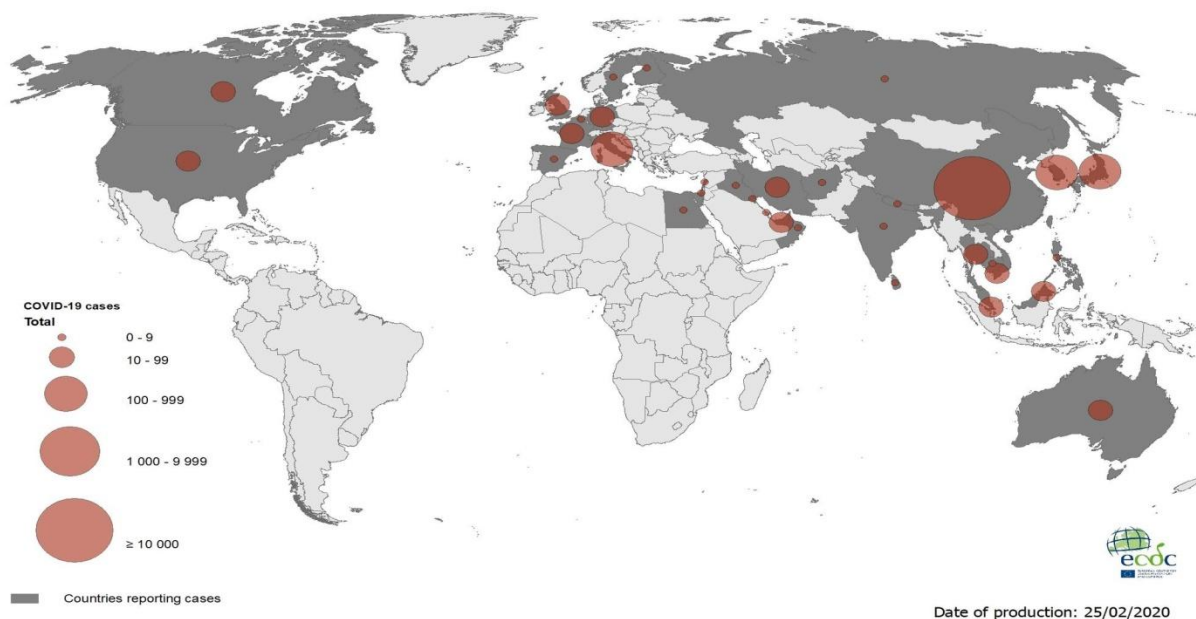 COVID-19 cases
Total
0 - 9
10 - 99
100 - 999
1 000 - 9 999
≥ 10 000
Countries reporting cases
ecdc
Date of production: 25/02/2020